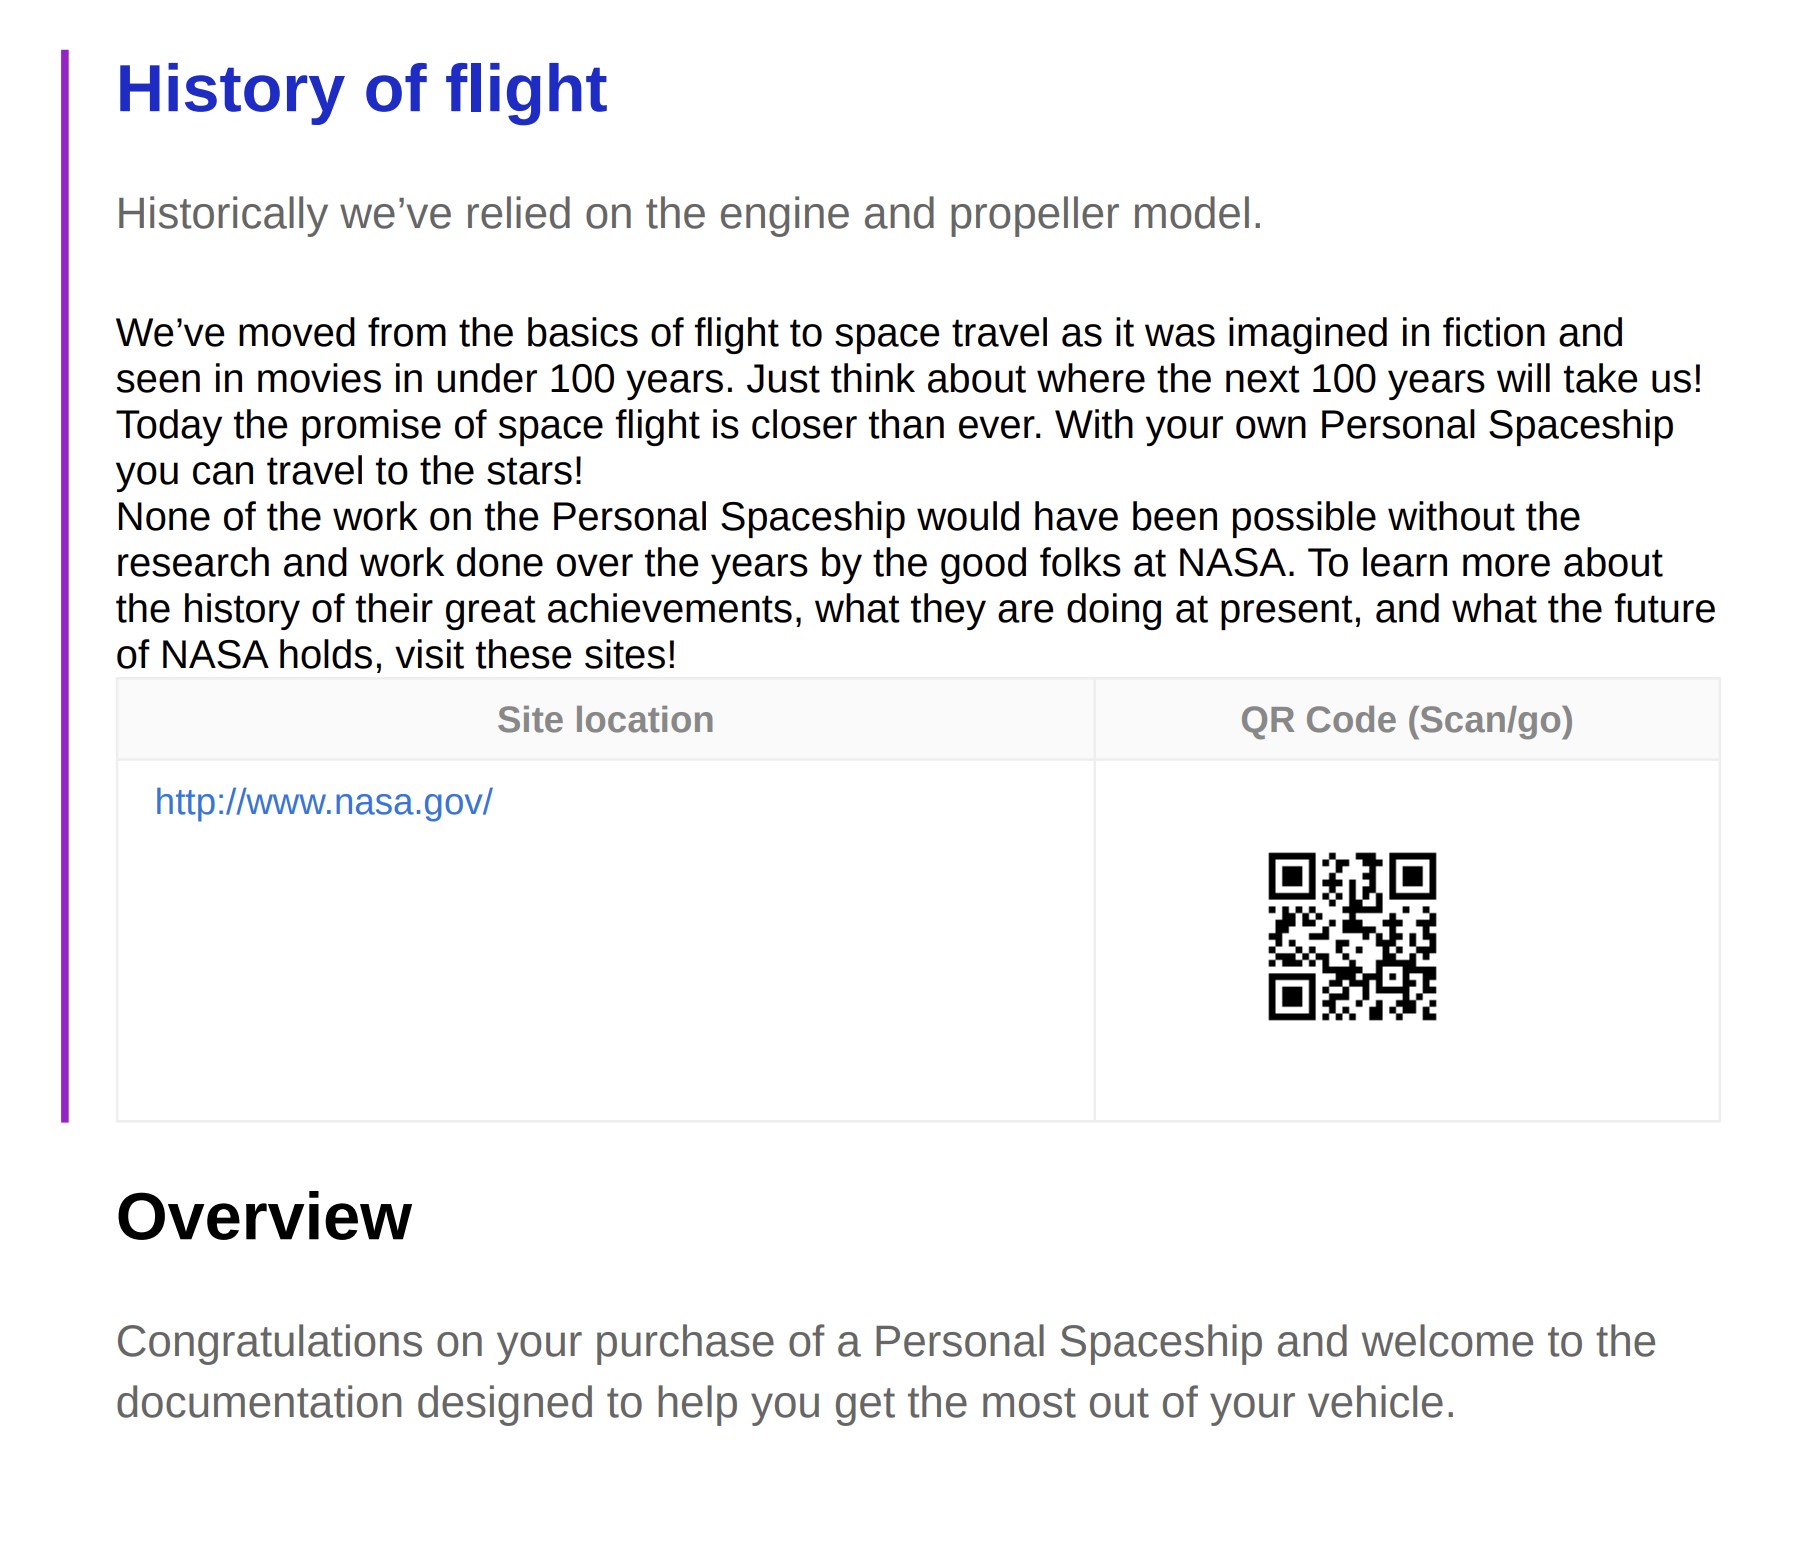 History of flight
Historically we’ve relied on the engine and propeller model.
We’ve moved from the basics of flight to space travel as it was imagined in fiction and
seen in movies in under 100 years. Just think about where the next 100 years will take us!
Today the promise of space flight is closer than ever. With your own Personal Spaceship
you can travel to the stars!
None of the work on the Personal Spaceship would have been possible without the
research and work done over the years by the good folks at NASA. To learn more about
the history of their great achievements, what they are doing at present, and what the future
of NASA holds, visit these sites!
Site location QR Code (Scan/go)
http://www.nasa.gov/
Overview
Congratulations on your purchase of a Personal Spaceship and welcome to the
documentation designed to help you get the most out of your vehicle.